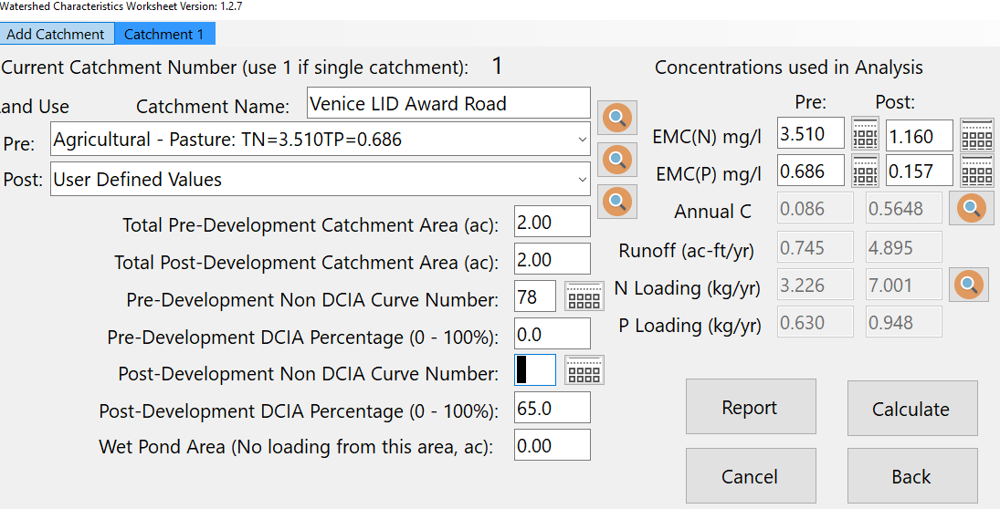 Watershed Characteristics Worksheet Version: 1.2.7
Add Catchment Catchment 1
Current Catchment Number (use 1 if single catchment): 1
Concentrations used in Analysis
and Use Catchment Name: Venice LID Award Road
Pre: Agricultural - Pasture: TN=3.510TP=0.686
Post: User Defined Values
Pre: Post:
EMC(N) mg/l 3.510 1.160
EMC(P) mg/l 0.686 0.157
Annual C 0.086 0.5648
Runoff (ac-ft/yr) 0.745 4.895
N Loading (kg/yr) 3.226 7.001
P Loading (kg/yr) 0.630 0.948
Total Pre-Development Catchment Area (ac): 2.00
Total Post-Development Catchment Area (ac): 2.00
Pre-Development Non DCIA Curve Number: 78
Pre-Development DCIA Percentage (0 - 100%): 0.0
Post-Development Non DCIA Curve Number:
Post-Development DCIA Percentage (0 - 100%): 65.0
Wet Pond Area (No loading from this area, ac): 0.00
Report Calculate
Cancel Back